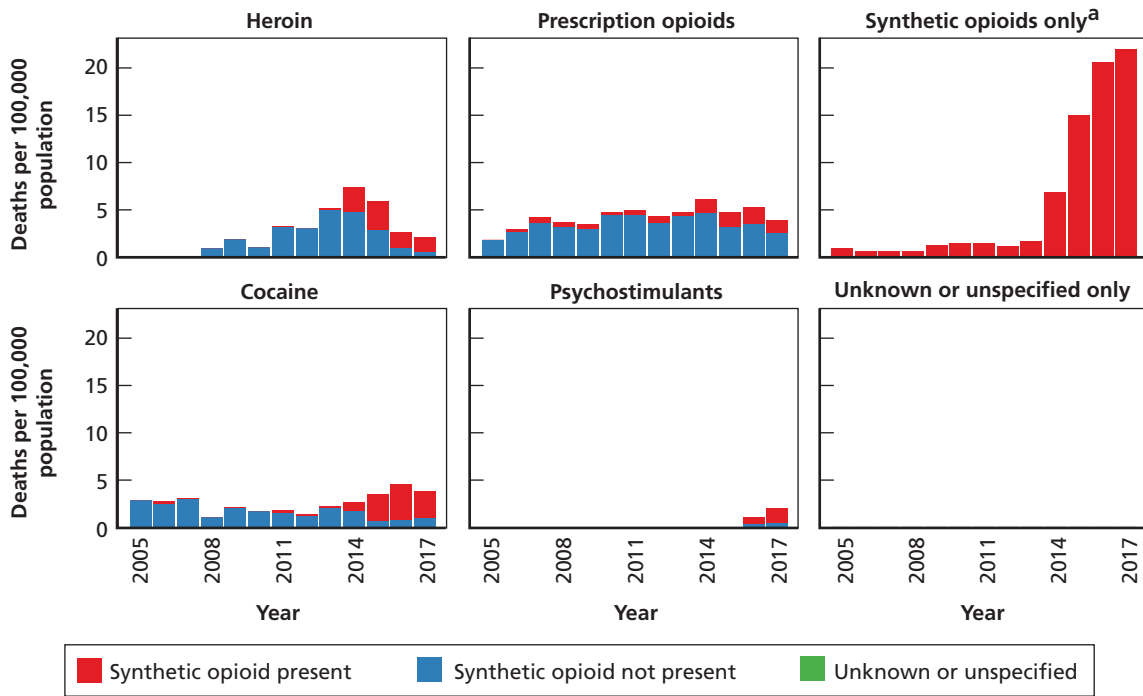 Heroin
Prescription opioids
Synthetic opioids onlyᵃ
Deaths per 100,000
population
20
15
10
5
0
Cocaine
Psychostimulants
Unknown or unspecified only
Deaths per 100,000
population
20
15
10
5
0
2005
2008
2011
2014
2017
2005
2008
2011
2014
2017
2005
2008
2011
2014
2017
Year
Year
Year
Synthetic opioid present
Synthetic opioid not present
Unknown or unspecified